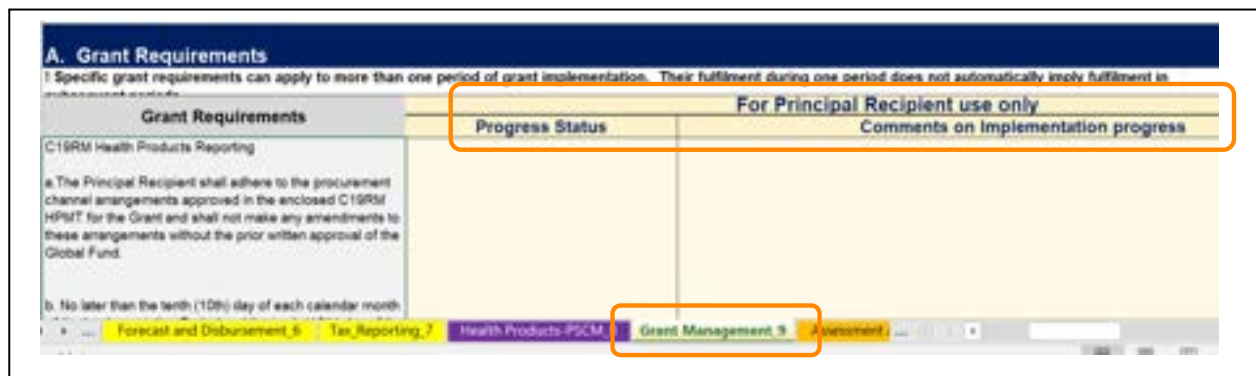 A. Grant Requirements
! Specific grant requirements can apply to more than one period of grant implementation. Their fulfilment during one period does not automatically imply fulfilment in
Grant Requirements
For Principal Recipient use only
Progress Status
Comments on Implementation progress
C19RM Health Products Reporting
a.The Principal Recipient shall adhere to the procurement
channel arrangements approved in the enclosed C19RM
HPMT for the Grant and shall not make any amendments to
these arrangements without the prior written approval of the
Global Fund.
b. No later than the tenth (10th) day of each calendar month
... Forecast and Disbursement_6 Tax_Reporting_7 Health Products-PSCM_ Grant Management_9 Assessment ...